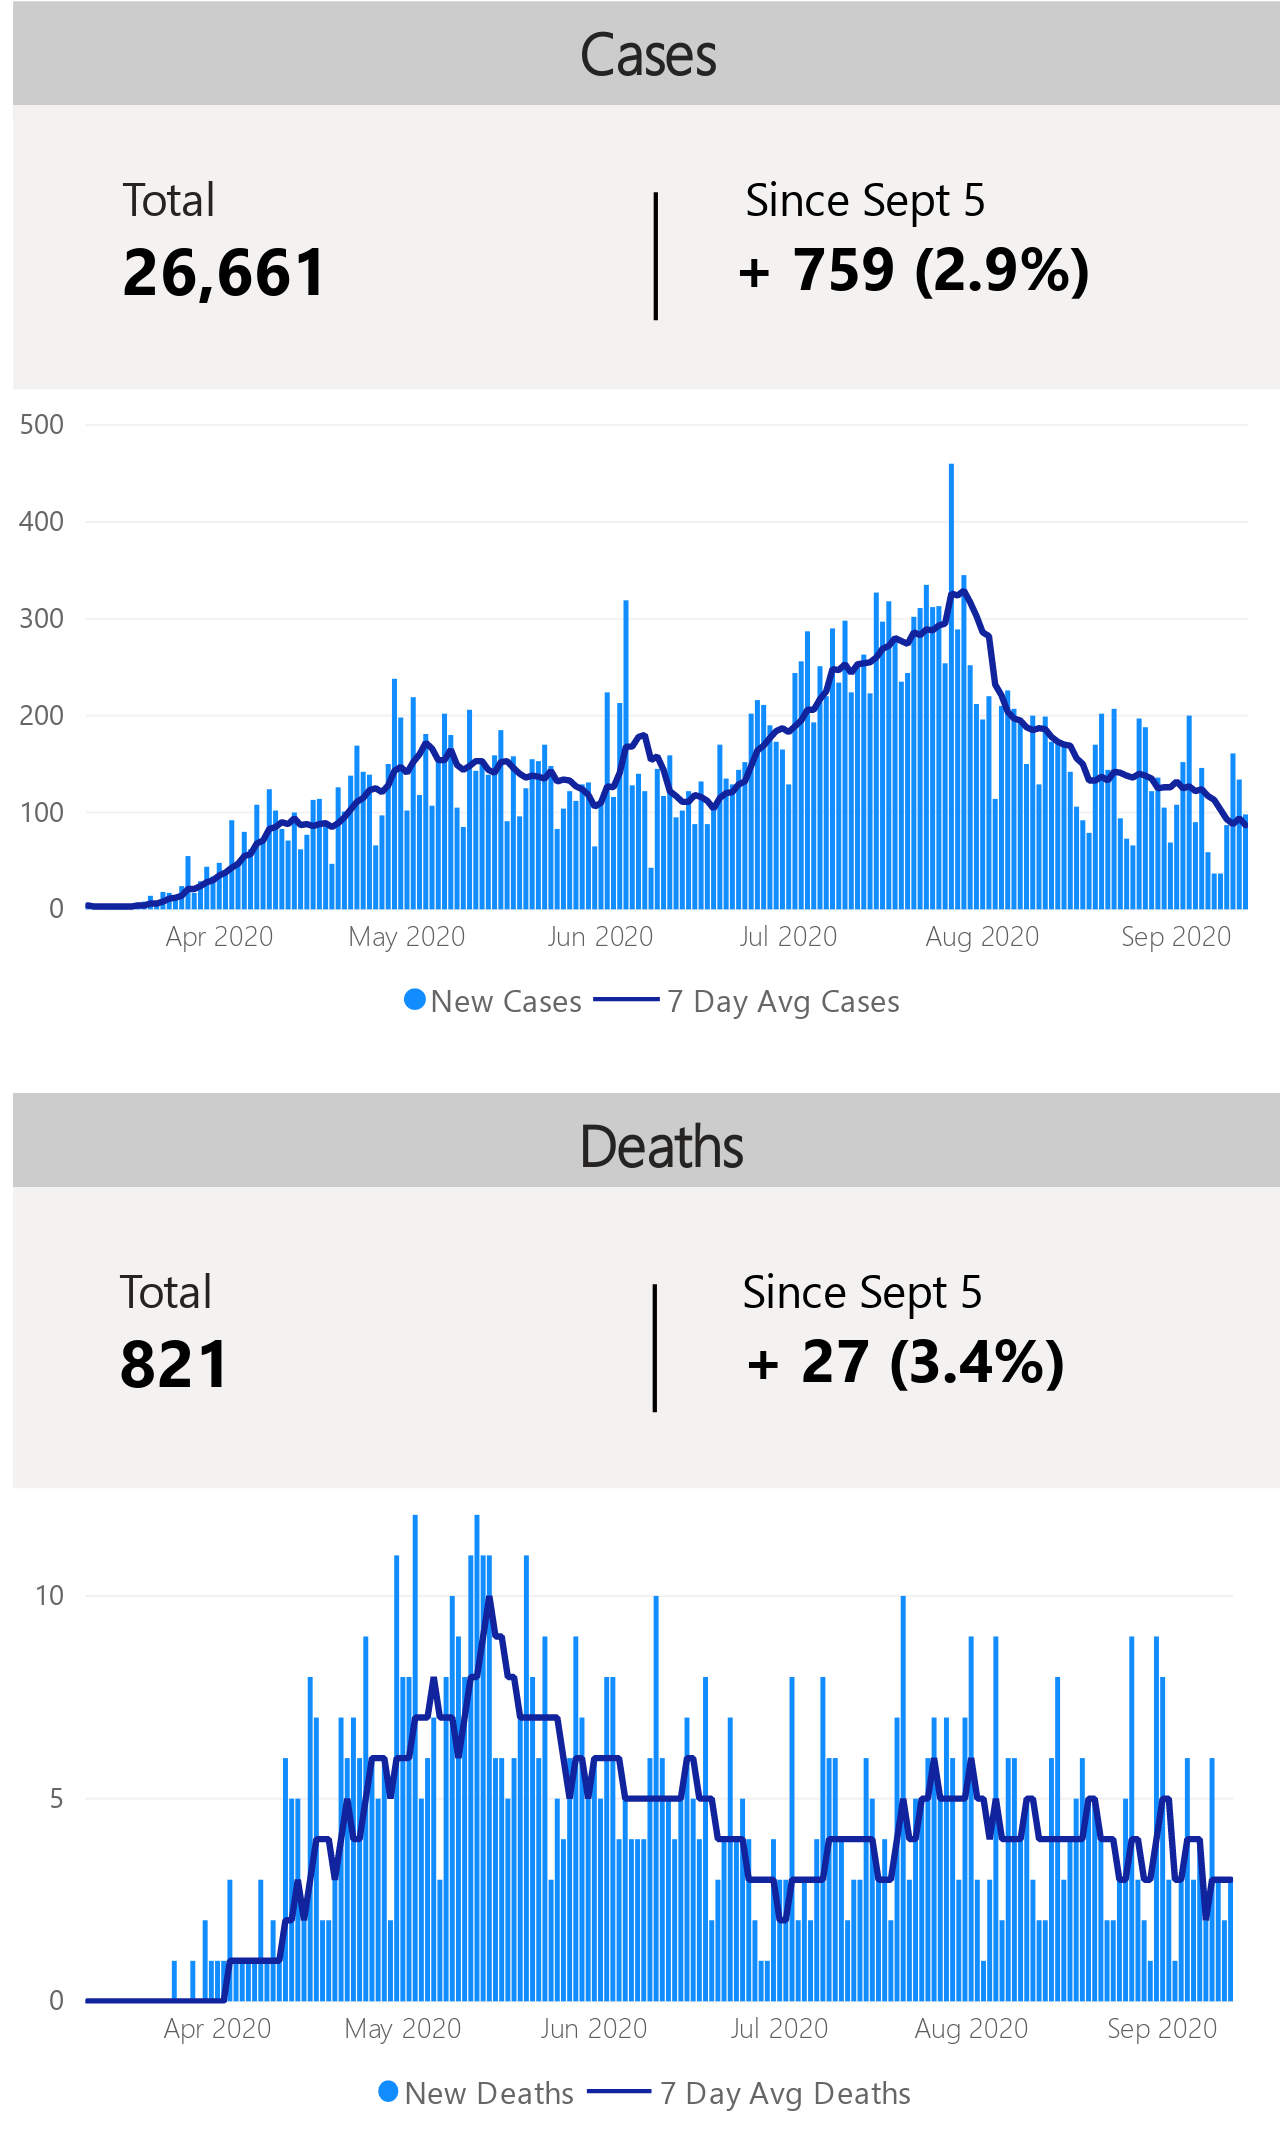 Cases
Total
Since Sept 5
26,661
+ 759 (2.9%)
500
400
300
200
100
0
Apr 2020 May 2020 Jun 2020 Jul 2020 Aug 2020 Sep 2020
New Cases 7 Day Avg Cases
Deaths
Total
Since Sept 5
821
+ 27 (3.4%)
10
5
0
Apr 2020 May 2020 Jun 2020 Jul 2020 Aug 2020 Sep 2020
New Deaths 7 Day Avg Deaths